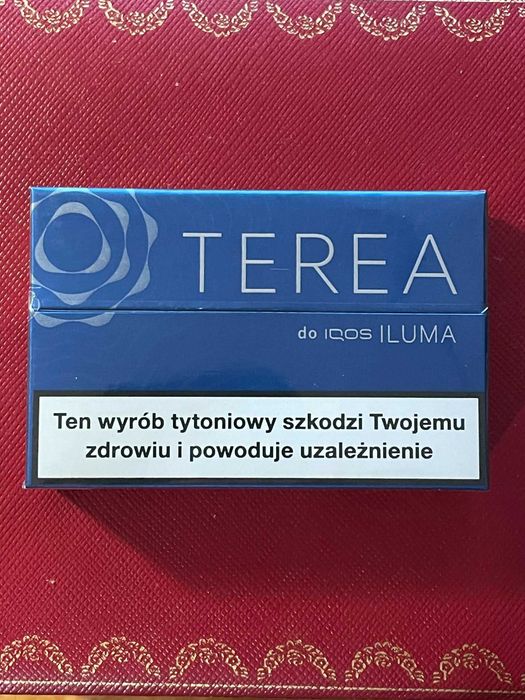 TEREA
do IQOS ILUMA
Ten wyrób tytoniowy szkodzi Twojemu
zdrowiu i powoduje uzależnienie